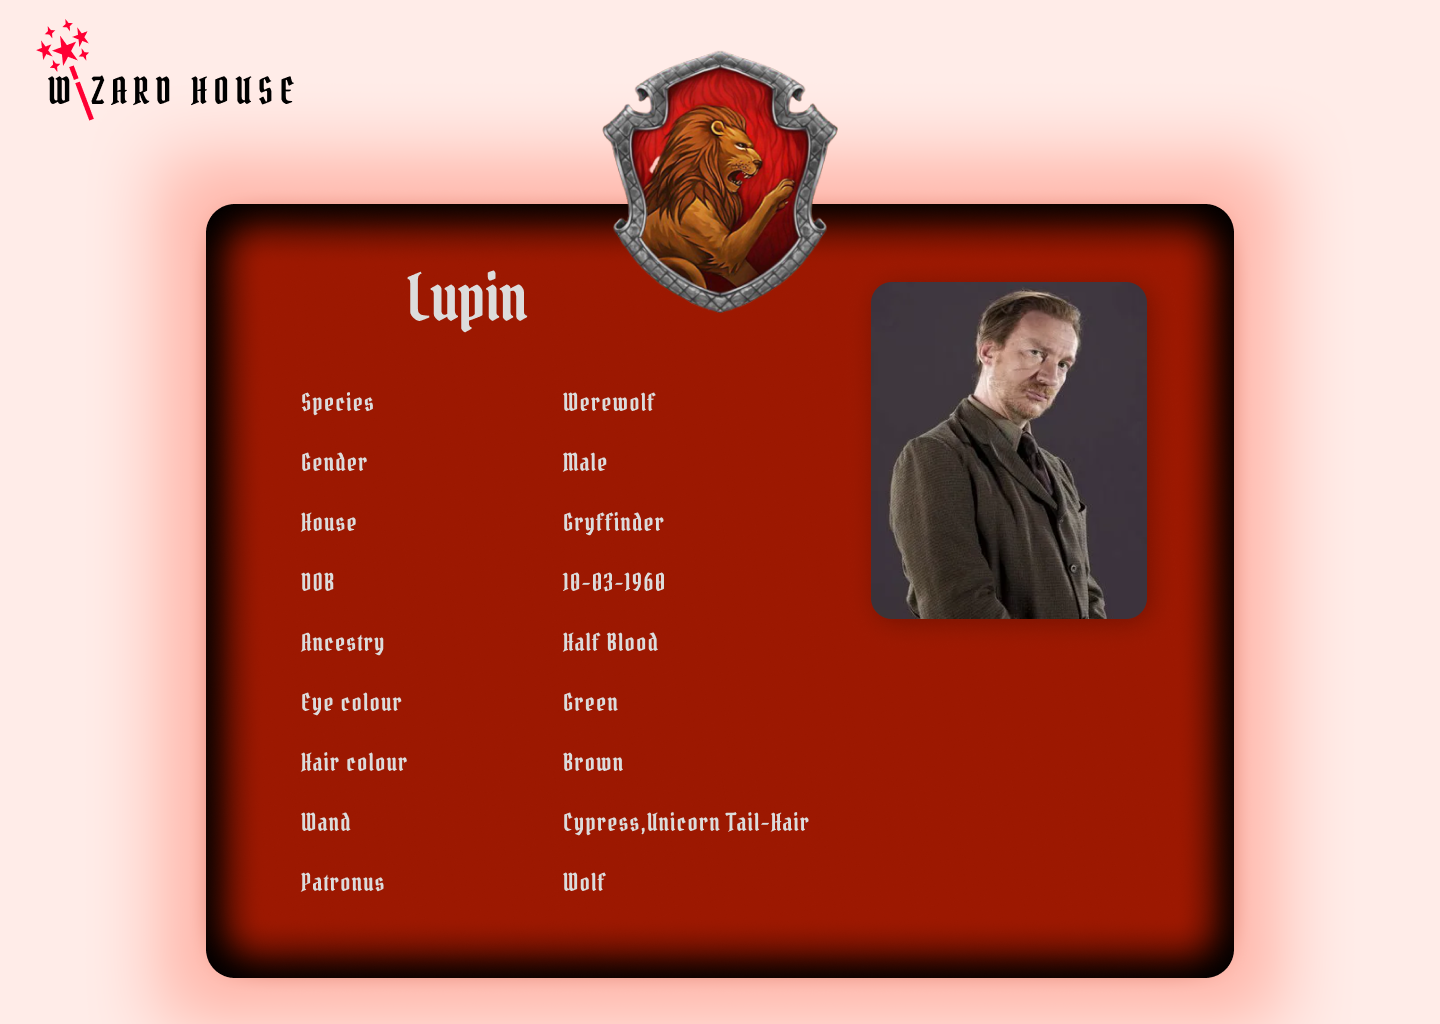 WIZARD HOUSE
Lupin
Species Werewolf
Gender Male
House Gryffinder
DOB 10-03-1960
Ancestry Half Blood
Eye colour Green
Hair colour Brown
Wand Cypress,Unicorn Tail-Hair
Patronus Wolf